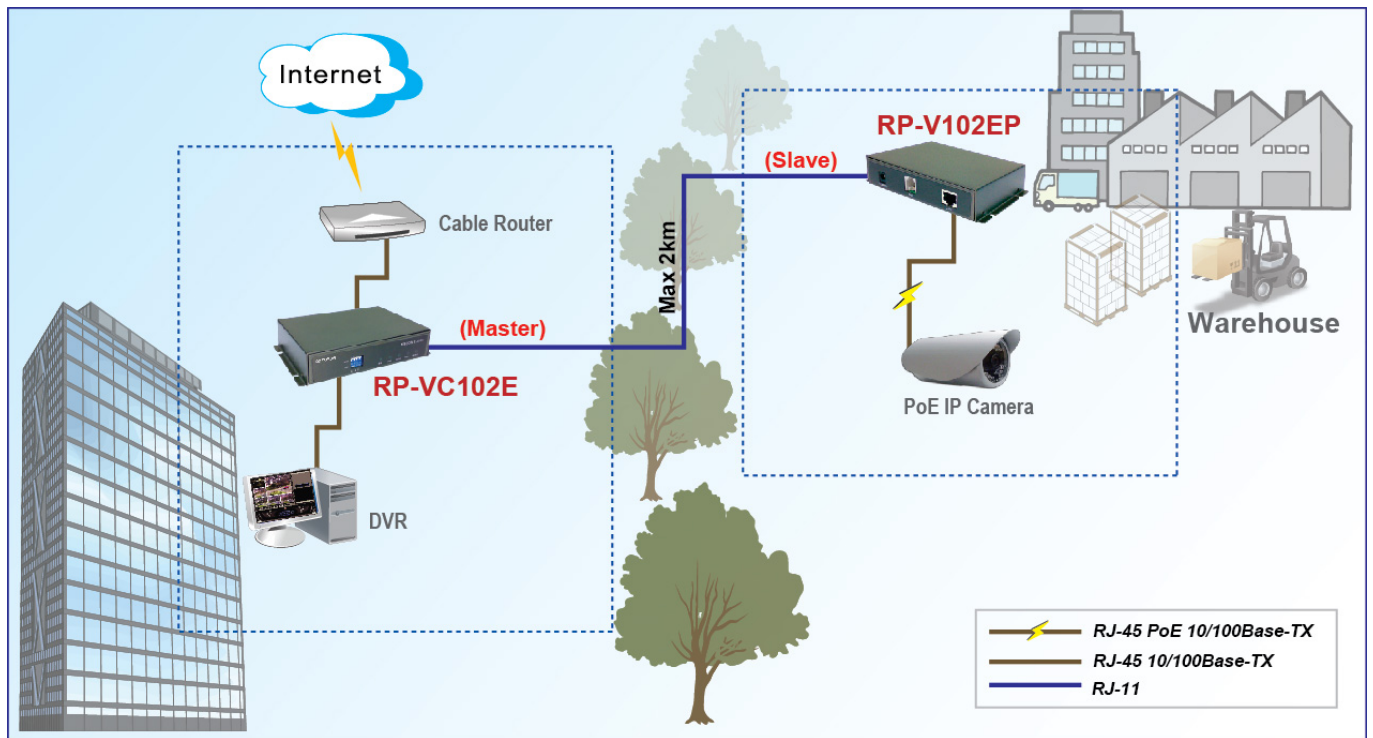 Internet
RP-V102EP
(Slave)
Cable Router
Max 2km
(Master)
Warehouse
RP-VC102E
PoE IP Camera
DVR
RJ-45 PoE 10/100Base-TX
RJ-45 10/100Base-TX
RJ-11